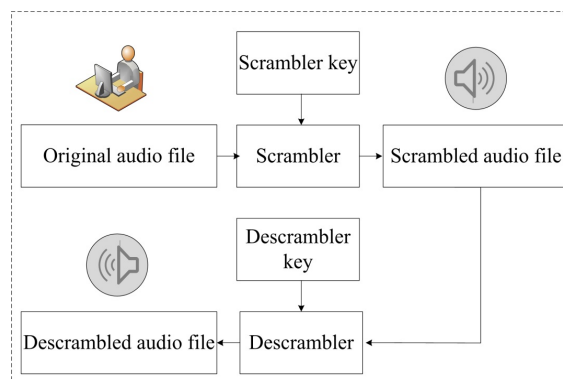 Scrambler key
Original audio file
Scrambler
Scrambled audio file
Descrambler
key
Descrambled audio file
Descrambler